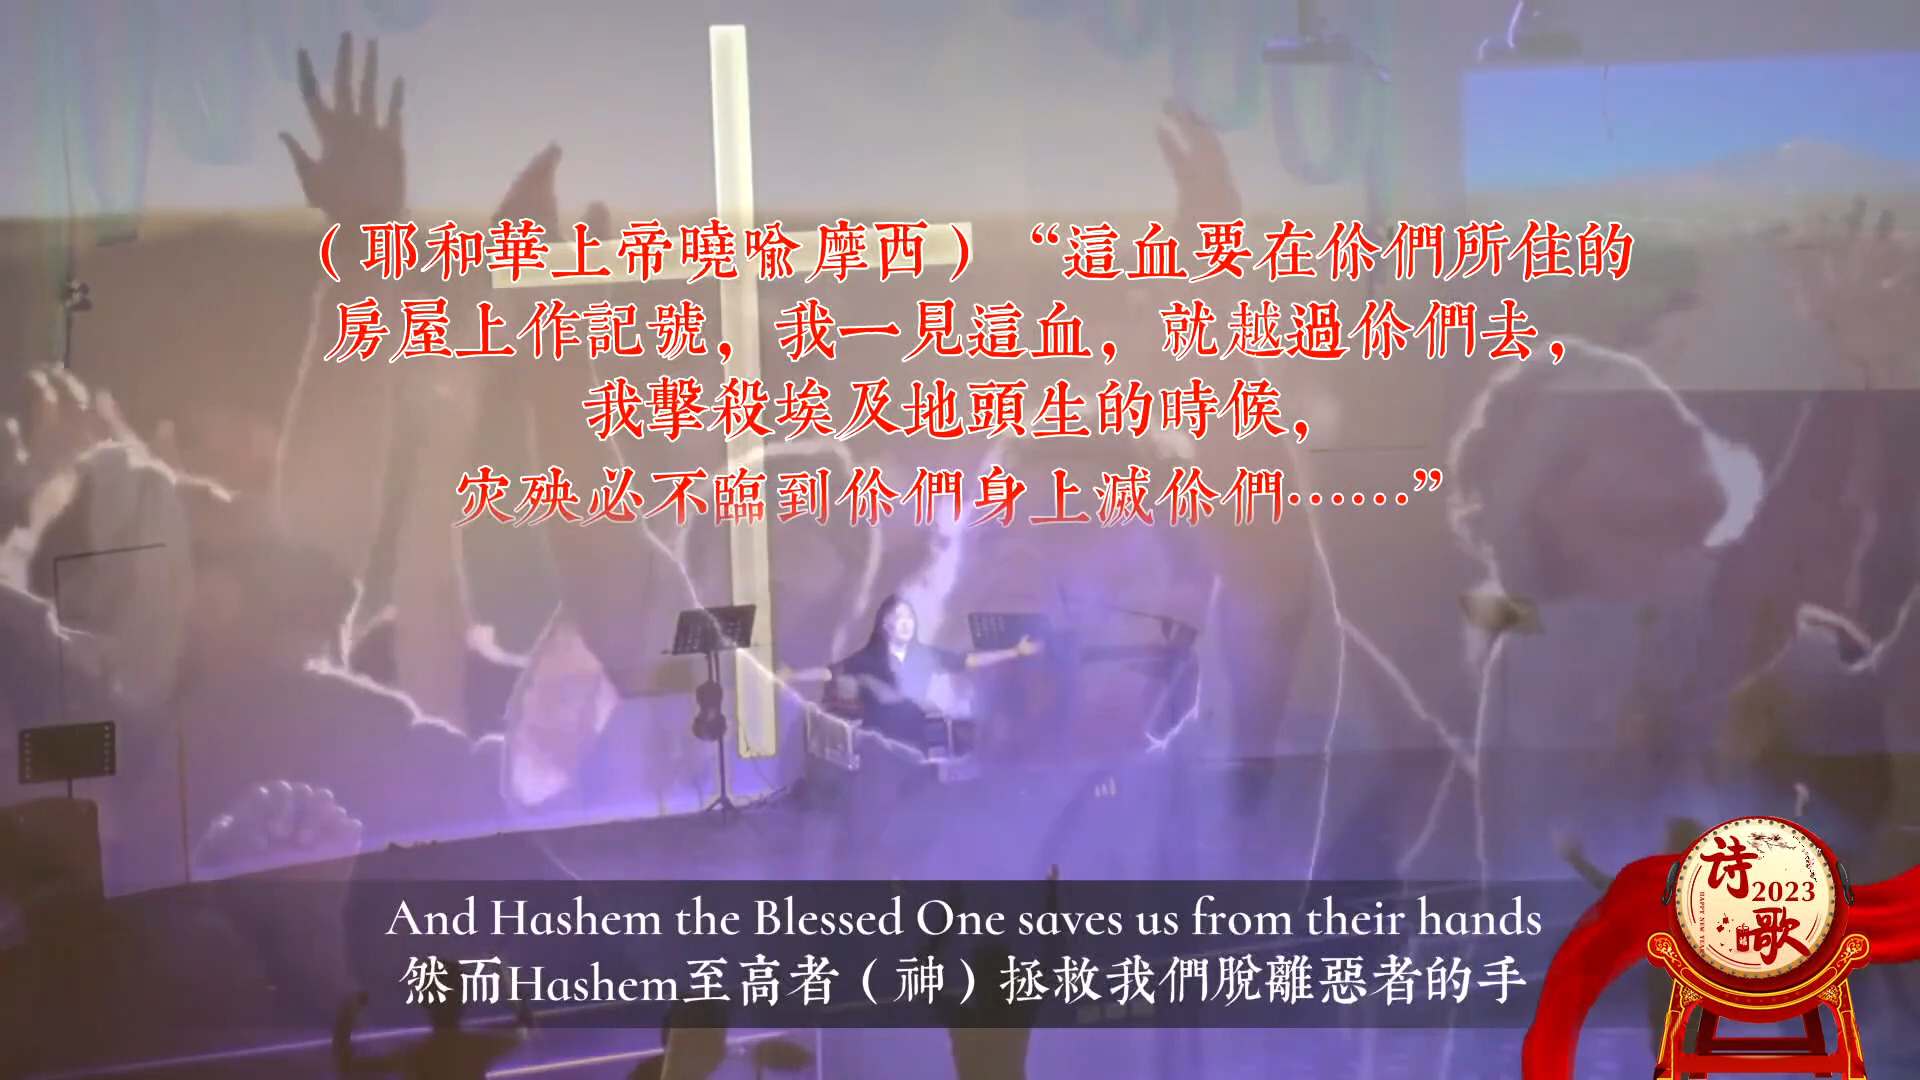 （耶和華上帝曉喻摩西）“這血要在你們所住的
房屋上作記號，我一見這血，就越過你們去，
我擊殺埃及地頭生的時候，
災殃必不臨到你們身上滅你們……”
And Hashem the Blessed One saves us from their hands
然而Hashem至高者（神）拯救我們脫離惡者的手
诗歌
2023